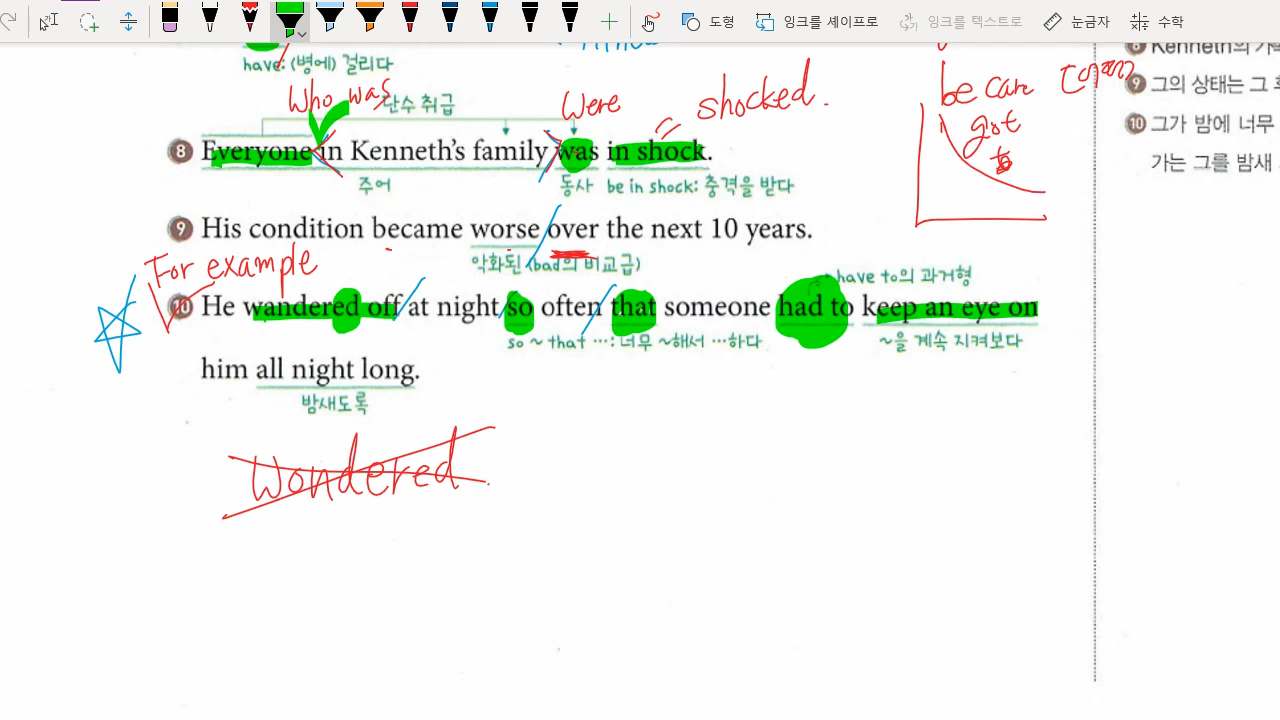 도형 잉크를 셰이프로 잉크를 텍스트로 눈금자 수학
have: (병에) 걸리다
Who was 단수 취급 were shocked.
8 Everyone in Kenneth's family was in shock.
주어 동사 be in shock: 충격을 받다
9 His condition became worse over the next 10 years.
악화된 (bad의 비교급)
For example
have to의 과거형
10 He wandered off at night so often that someone had to keep an eye on
so ~ that …: 너무 ~해서 …하다 ~을 계속 지켜보다
him all night long.
밤새도록
Wondered
got
Kenneth의
9 그의 상태는 그
10 그가 밤에 너무
가는 그를 밤새